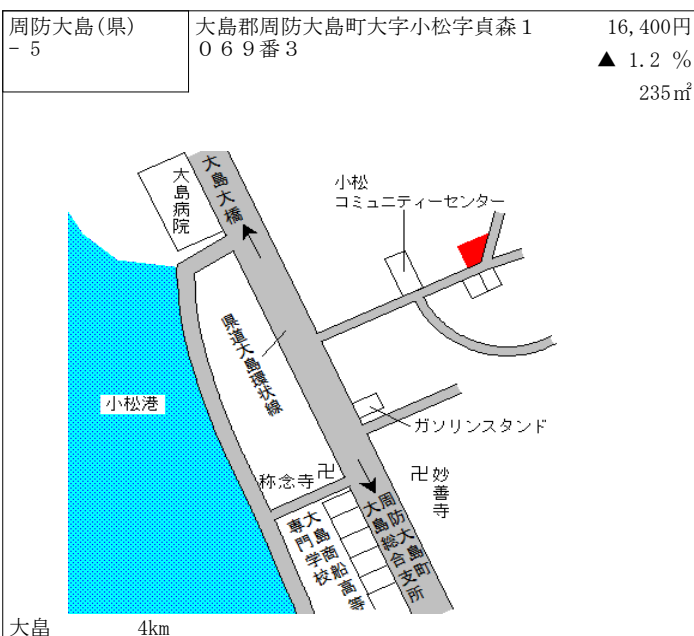 周防大島(県)
－５
大島郡周防大島町大字小松字貞森１
０６９番３
16,400円
▲ 1.2 %
235㎡
大島病院
大島大橋
小松
コミュニティーセンター
県道大島環状線
小松港
ガソリンスタンド
称念寺
卍
卍
妙善寺
大島商船高等
専門学校
周防大島町
大島総合支所
大畠
4km